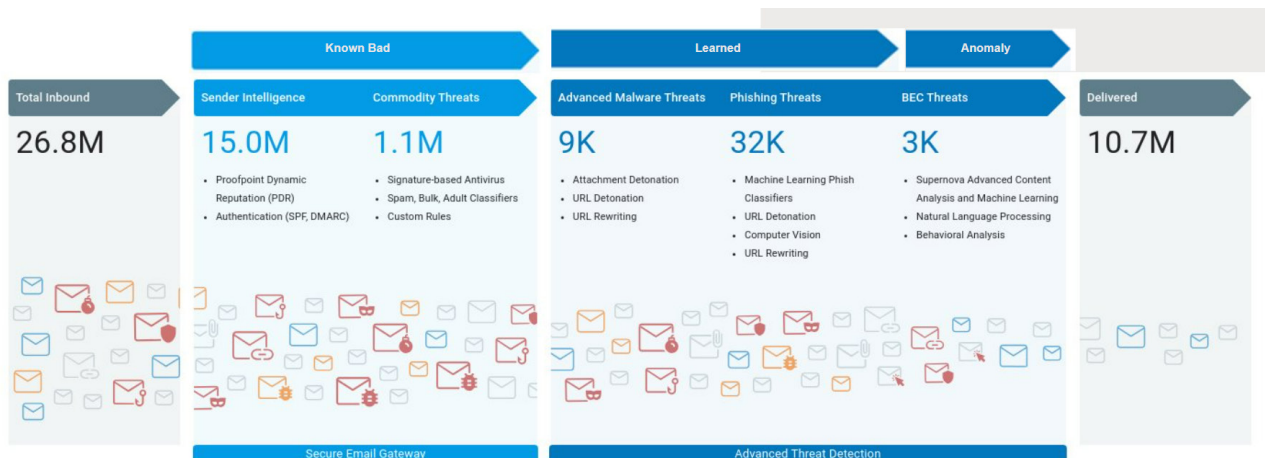 Known Bad
Learned
Anomaly
Total Inbound
Sender Intelligence
Commodity Threats
Advanced Malware Threats
Phishing Threats
BEC Threats
Delivered
26.8M
15.0M
1.1M
9K
32K
3K
10.7M
• Proofpoint Dynamic
Reputation (PDR)
• Authentication (SPF, DMARC)
• Signature-based Antivirus
• Spam, Bulk, Adult Classifiers
• Custom Rules
• Attachment Detonation
• URL Detonation
• URL Rewriting
• Machine Learning Phish
Classifiers
• URL Detonation
• Computer Vision
• URL Rewriting
• Supernova Advanced Content
Analysis and Machine Learning
• Natural Language Processing
• Behavioral Analysis
Secure Email Gateway
Advanced Threat Detection